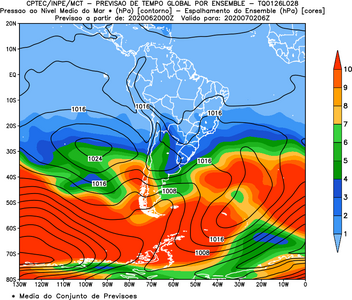 CPTEC/INPE/MCT – PREVISAO DE TEMPO GLOBAL POR ENSEMBLE – TQ0126L028
Pressao ao Nivel Medio do Mar * (hPa) [contorno] – Espalhamento do Ensemble (hPa) [cores]
Previsao a partir de: 2020062000Z Valido para: 2020070206Z
20N
10N
EQ
10S
20S
30S
40S
50S
60S
70S
80S
1016
1016
1016
1016
1024
1016
1008
1016
1008
10
9
8
7
6
5
4
3
2
1
130W 120W 110W 100W 90W 80W 70W 60W 50W 40W 30W 20W 10W 0
* Media do Conjunto de Previsoes